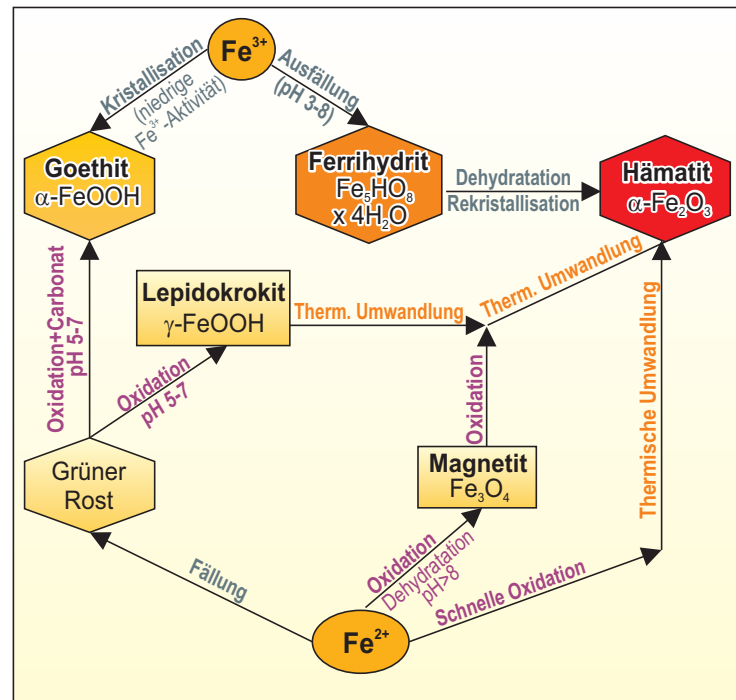 Fe³⁺
Kristallisation
(niedrige
Fe³⁺-Aktivität)
Ausfällung
(pH 3-8)
Goethit
α-FeOOH
Ferrihydrit
Fe₅HO₈
x 4H₂O
Dehydratation
Rekristallisation
Hämatit
α-Fe₂O₃
Oxidation+Carbonat
pH 5-7
Lepidokrokit
γ-FeOOH
Therm. Umwandlung
Therm. Umwandlung
Oxidation
pH 5-7
Oxidation
Thermische Umwandlung
Grüner
Rost
Magnetit
Fe₃O₄
Fällung
Oxidation
Dehydratation
pH>8
Schnelle Oxidation
Fe²⁺